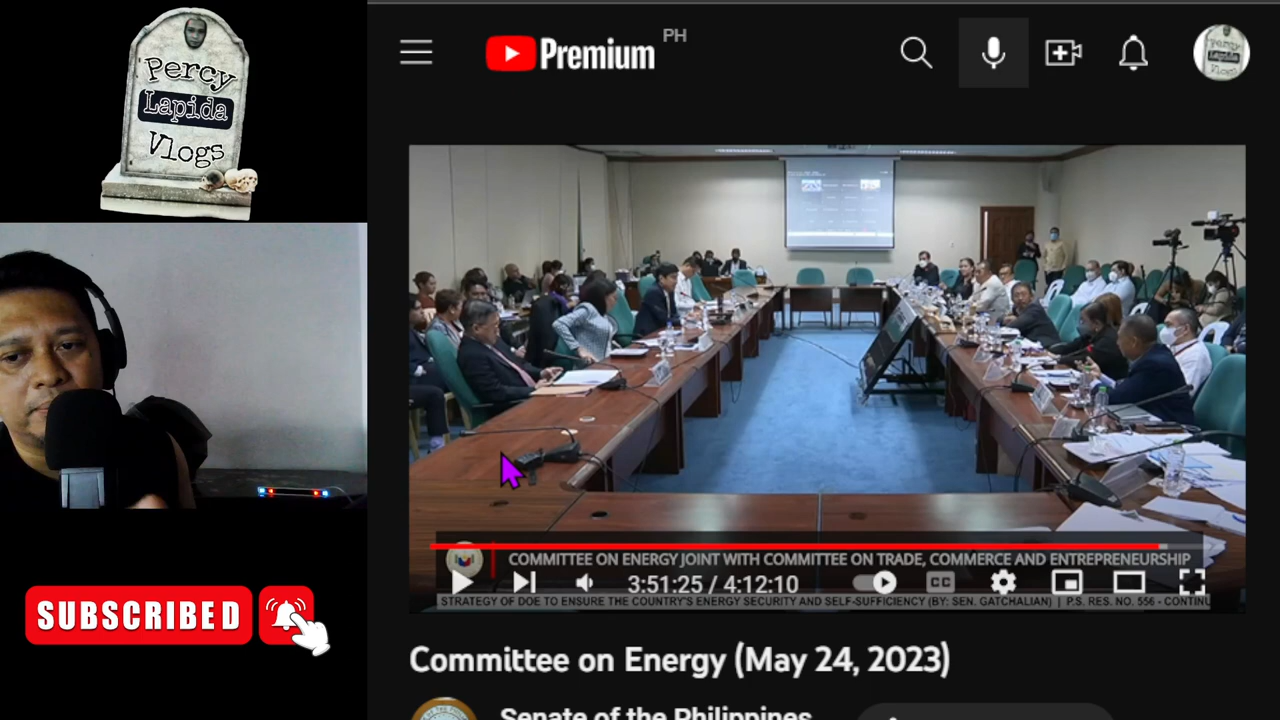 Percy
Lapida
Vlogs
SUBSCRIBED
Premium
PH
COMMITTEE ON ENERGY JOINT WITH COMMITTEE ON TRADE, COMMERCE AND ENTREPRENEURSHIP
3:51:25 / 4:12:10
CC
STRATEGY OF DOE TO ENSURE THE COUNTRY'S ENERGY SECURITY AND SELF-SUFFICIENCY (BY: SEN. GATCHALIAN) | P.S. RES. NO. 556 - CONTINU
Committee on Energy (May 24, 2023)
Senate of the Philippines